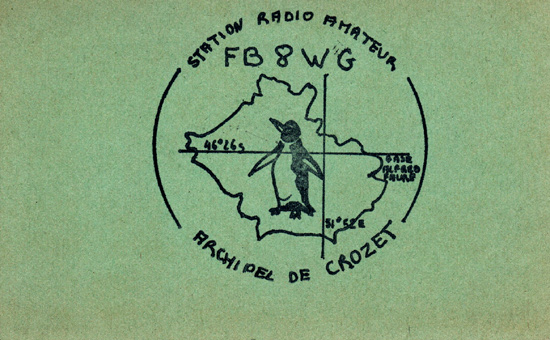 STATION RADIO AMATEUR
FB8WG
46°26S
BASE
ALFRED
FAURE
51°52E
ARCHIPEL DE CROZET